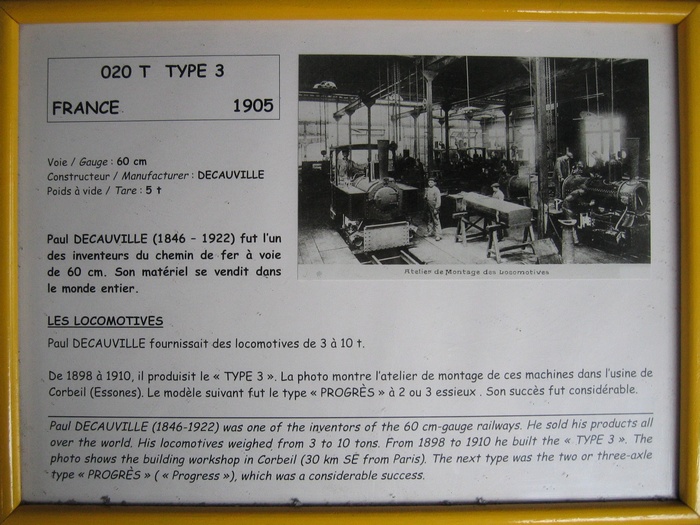 020 T TYPE 3
FRANCE 1905
Voie / Gauge : 60 cm
Constructeur / Manufacturer : DECAUVILLE
Poids à vide / Tare : 5 t
Paul DECAUVILLE (1846 - 1922) fut l'un
des inventeurs du chemin de fer à voie
de 60 cm. Son matériel se vendit dans
le monde entier.
Atelier de Montage des Locomotives
LES LOCOMOTIVES
Paul DECAUVILLE fournissait des locomotives de 3 à 10 t.
De 1898 à 1910, il produisit le « TYPE 3 ». La photo montre l'atelier de montage de ces machines dans l'usine de
Corbeil (Essones). Le modèle suivant fut le type « PROGRÈS » à 2 ou 3 essieux . Son succès fut considérable.
Paul DECAUVILLE (1846-1922) was one of the inventors of the 60 cm-gauge railways. He sold his products all
over the world. His locomotives weighed from 3 to 10 tons. From 1898 to 1910 he built the « TYPE 3 ». The
photo shows the building workshop in Corbeil (30 km SE from Paris). The next type was the two or three-axle
type « PROGRÈS » ( « Progress »), which was a considerable success.